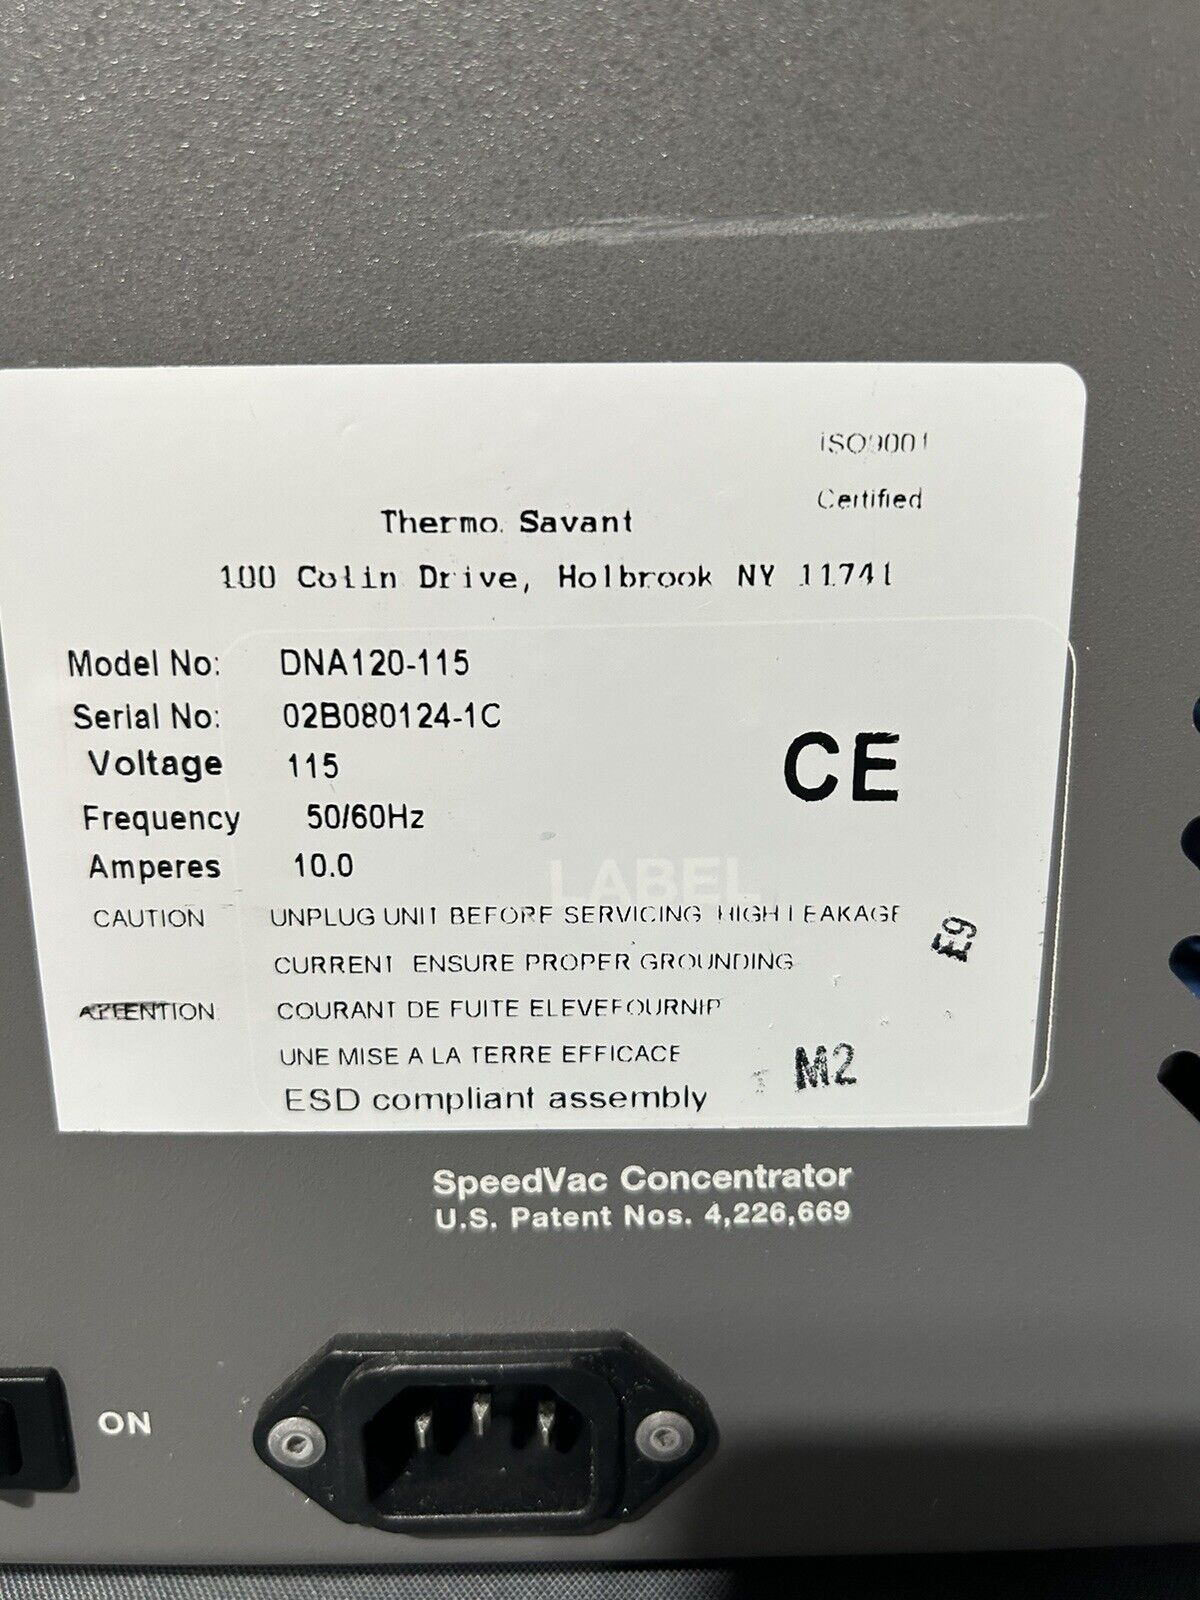 ISO9001
Certified
Thermo Savant
100 Colin Drive, Holbrook NY 11741
Model No: DNA120-115
Serial No: 02B080124-1C
Voltage 115
Frequency 50/60Hz
Amperes 10.0
CE
LABEL
CAUTION UNPLUG UNIT BEFORE SERVICING HIGH LEAKAGE
CURRENT ENSURE PROPER GROUNDING
E9
ATTENTION COURANT DE FUITE ELEVE FOURNIR
UNE MISE A LA TERRE EFFICACE
M2
ESD compliant assembly
SpeedVac Concentrator
U.S. Patent Nos. 4,226,669
ON